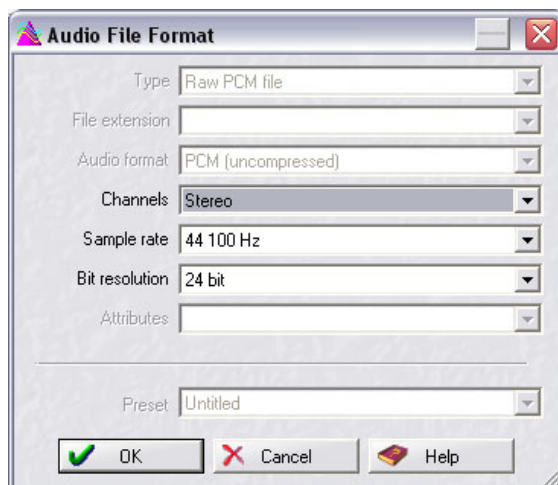 Audio File Format
Type Raw PCM file
File extension
Audio format PCM (uncompressed)
Channels Stereo
Sample rate 44 100 Hz
Bit resolution 24 bit
Attributes
Preset Untitled
OK Cancel Help